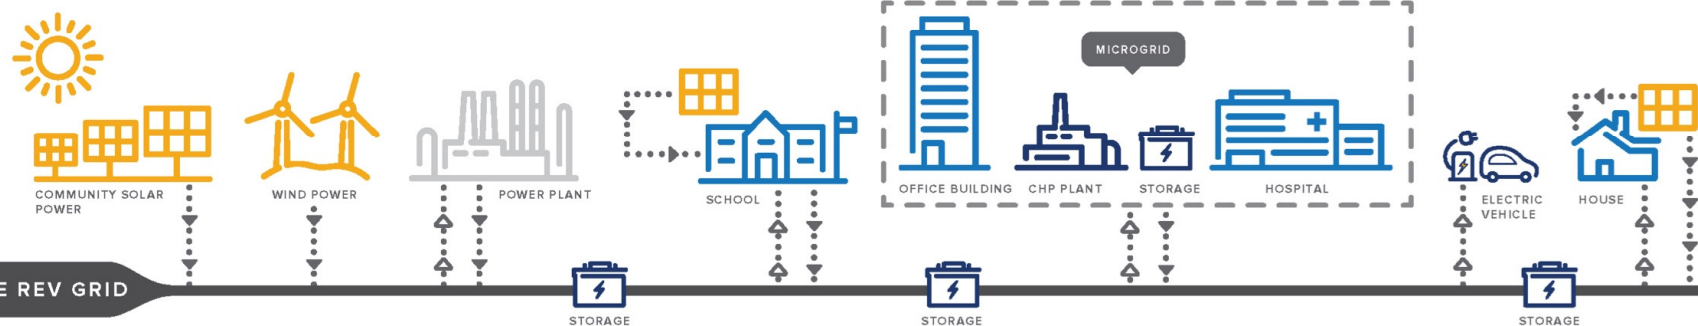 MICROGRID
COMMUNITY SOLAR
POWER
WIND POWER
POWER PLANT
SCHOOL
OFFICE BUILDING
CHP PLANT
STORAGE
HOSPITAL
ELECTRIC
VEHICLE
HOUSE
E REV GRID
STORAGE
STORAGE
STORAGE